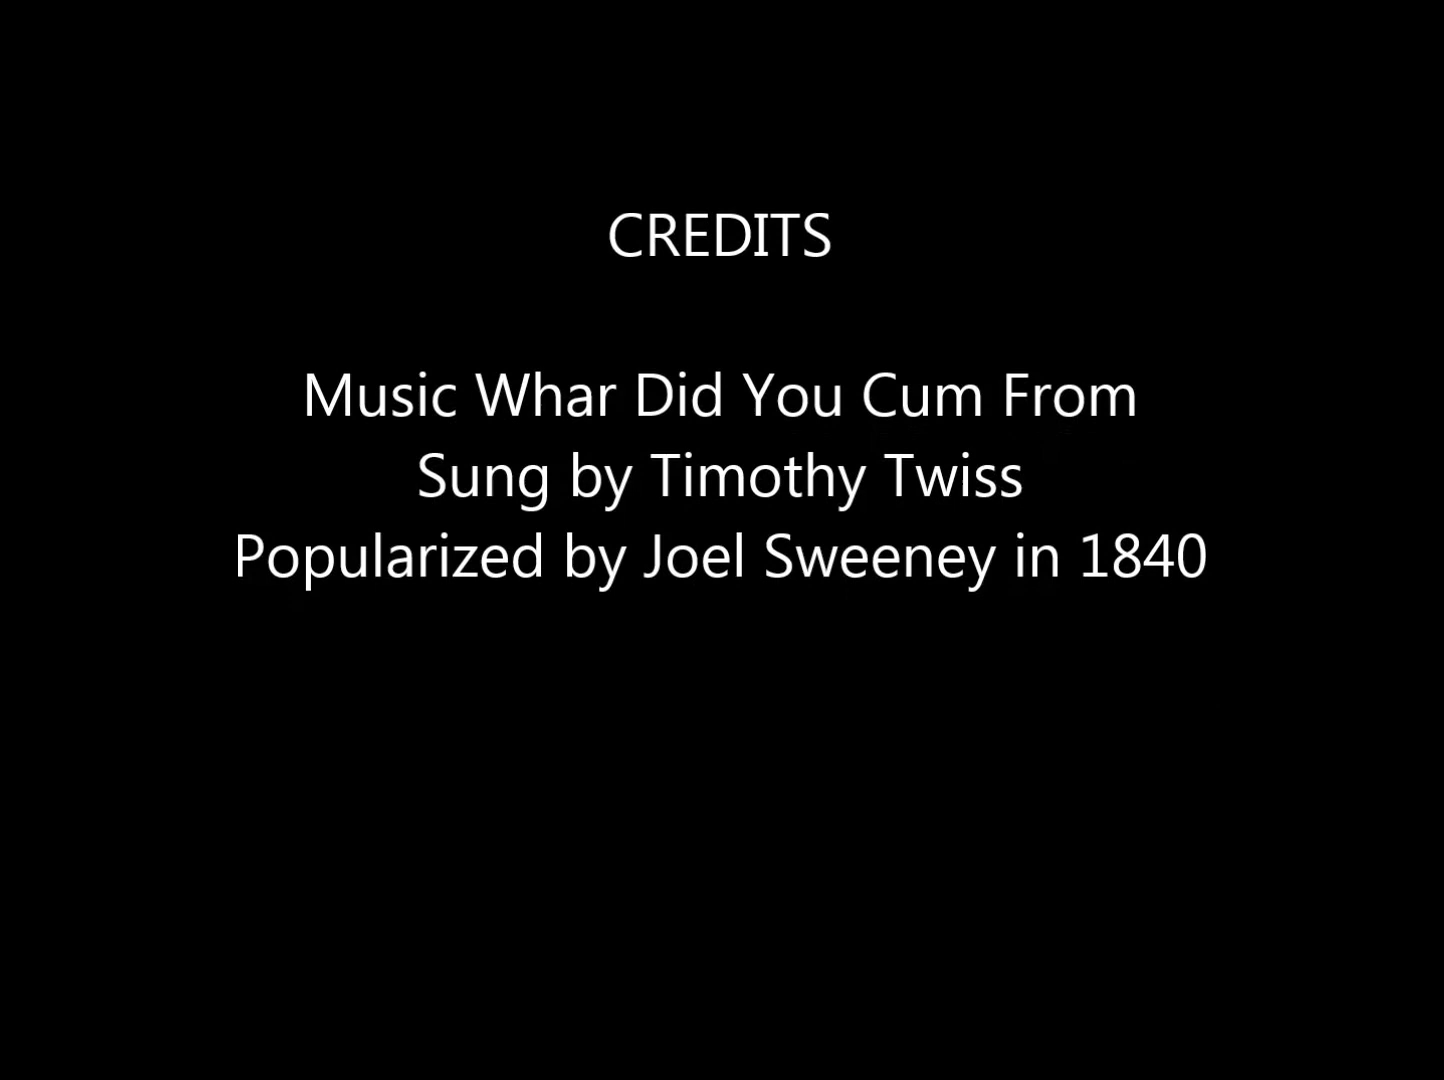 CREDITS
Music Whar Did You Cum From
Sung by Timothy Twiss
Popularized by Joel Sweeney in 1840